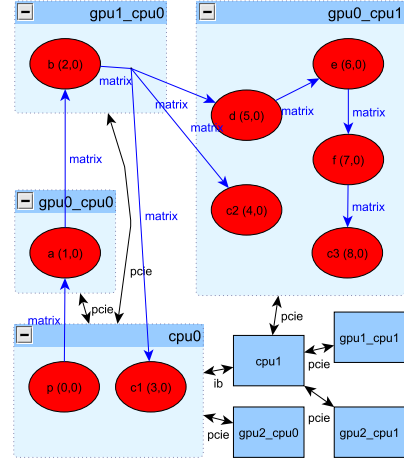 gpu1_cpu0
gpu0_cpu1
b (2,0)
e (6,0)
matrix
matrix
matrix
matrix
d (5,0)
matrix
matrix
f (7,0)
gpu0_cpu0
c2 (4,0)
matrix
matrix
a (1,0)
c3 (8,0)
pcie
pcie
matrix
pcie
cpu0
gpu1_cpu1
cpu1
pcie
p (0,0)
c1 (3,0)
ib
pcie
gpu2_cpu0
gpu2_cpu1
pcie